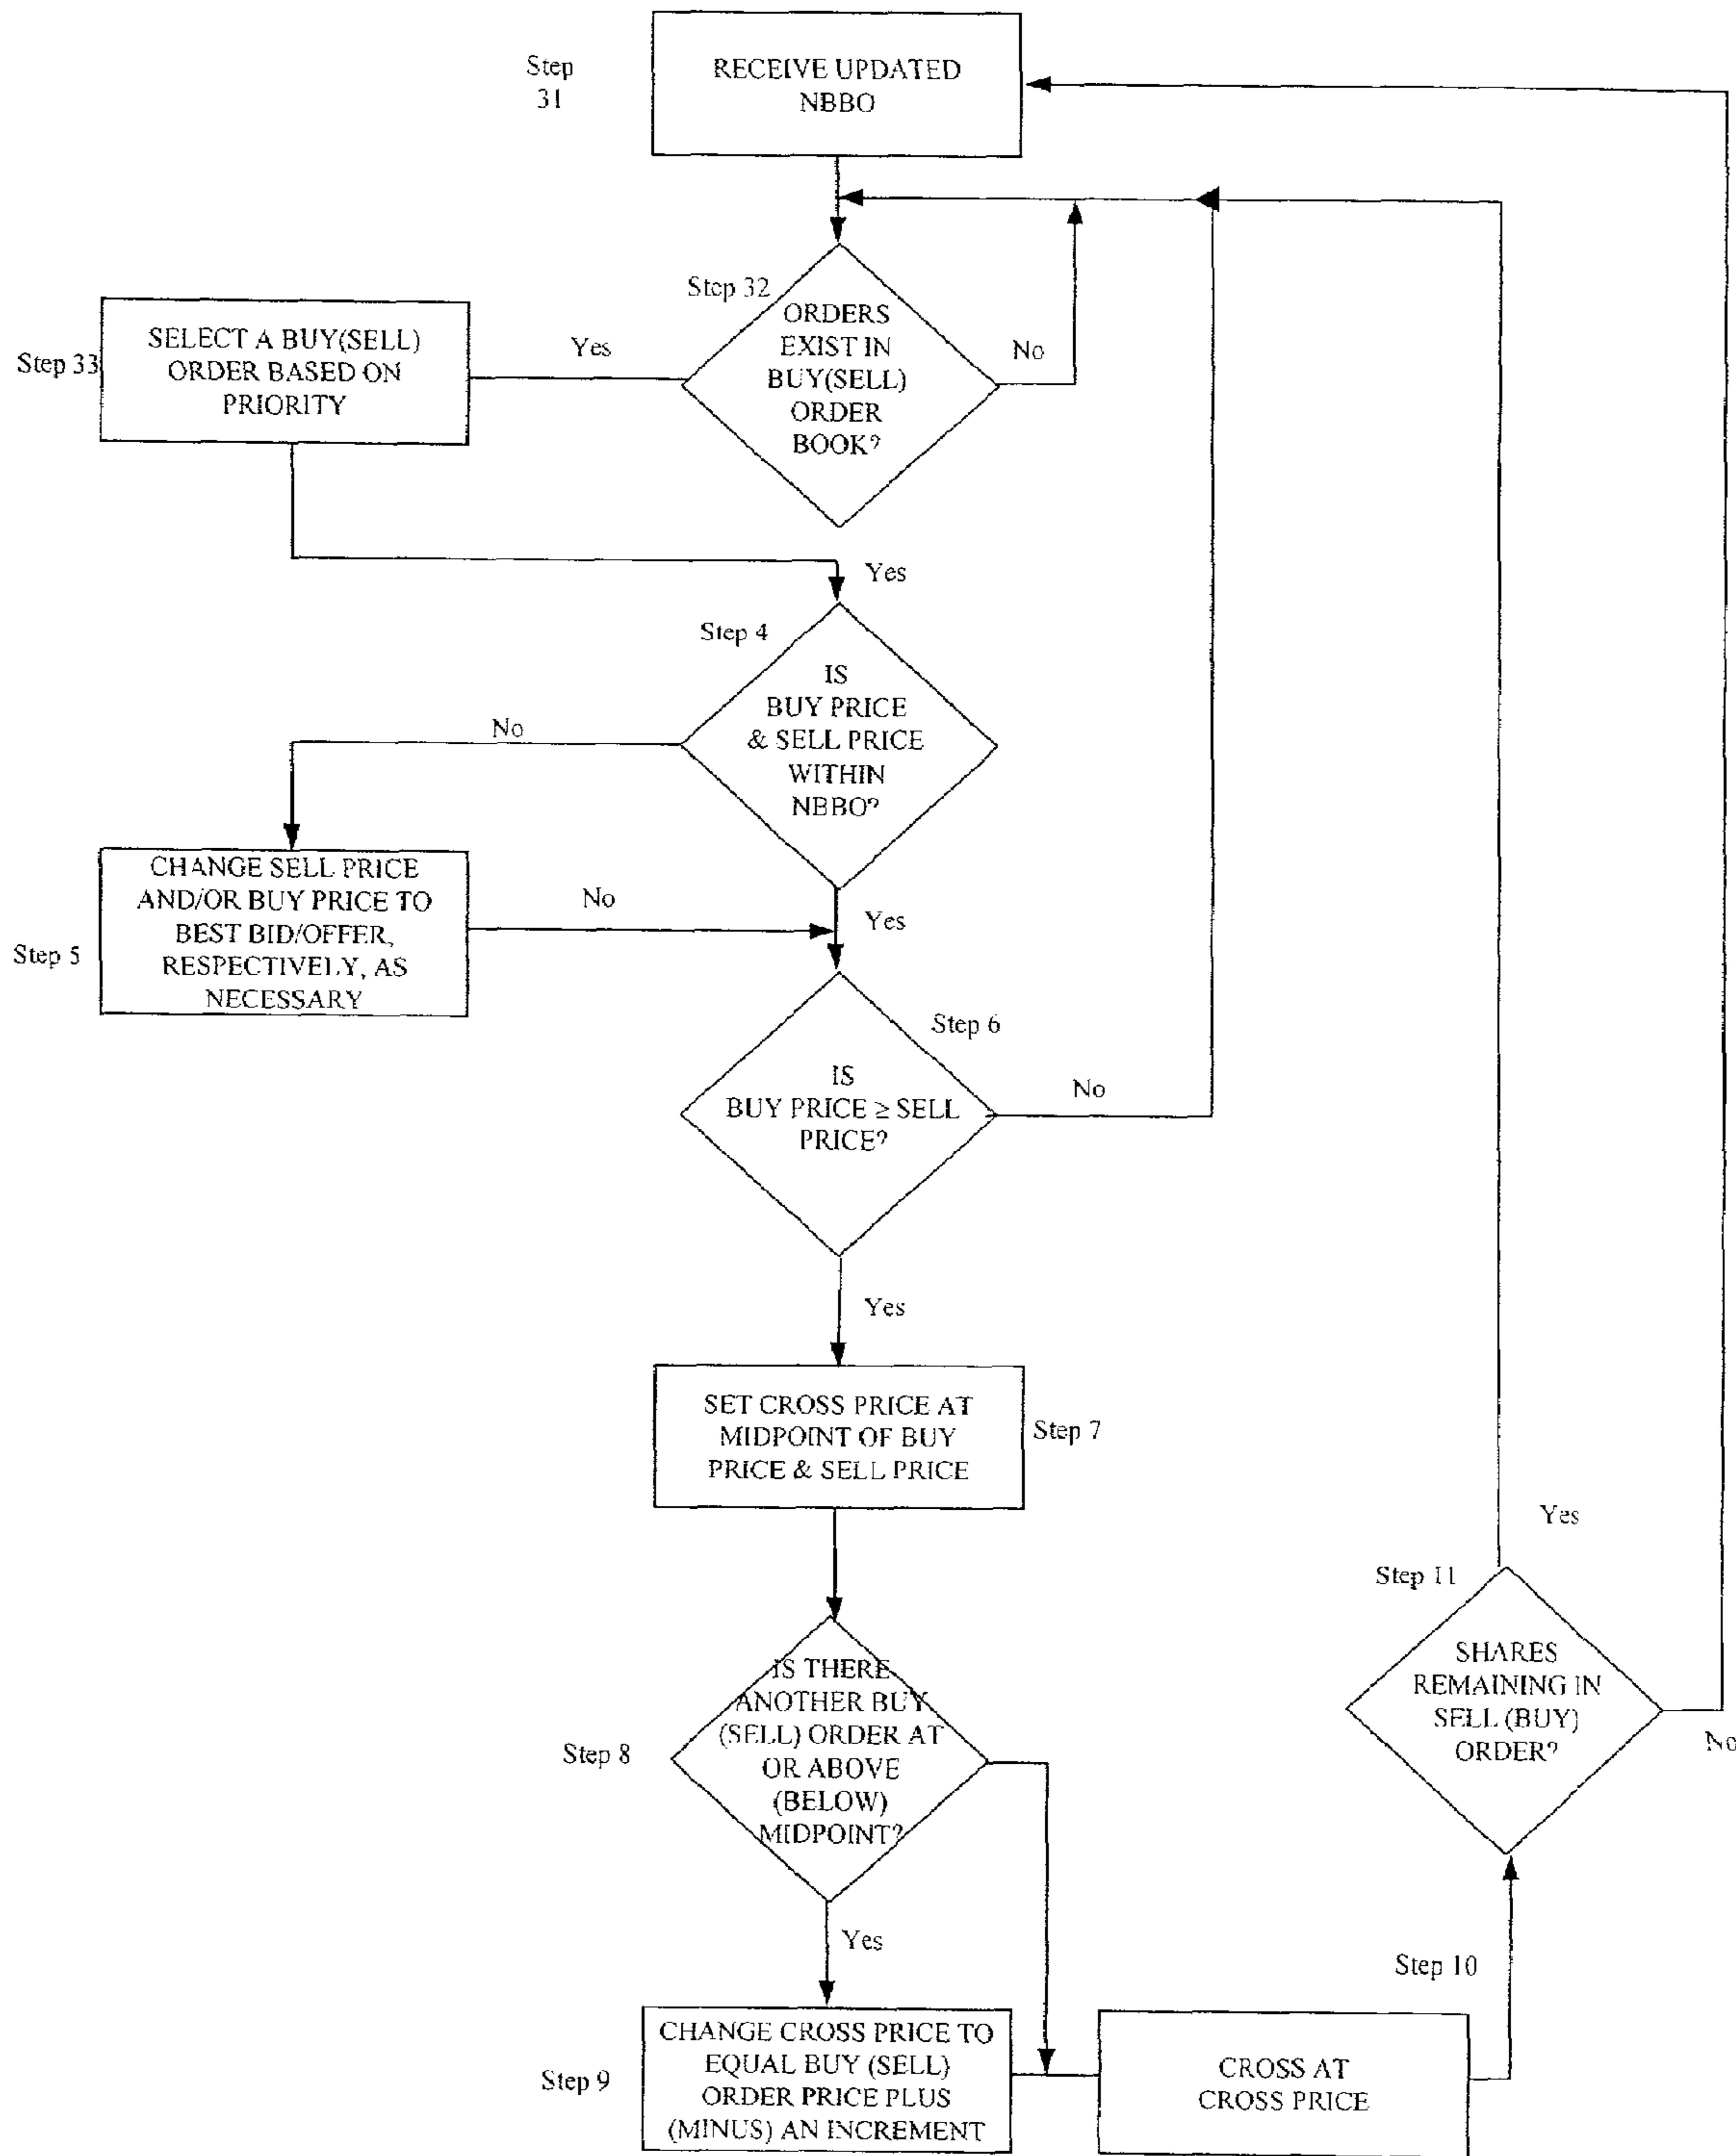 Step
31
RECEIVE UPDATED
NBBO
Step 32
ORDERS
EXIST IN
BUY(SELL)
ORDER
BOOK?
Yes
No
Step 33
SELECT A BUY(SELL)
ORDER BASED ON
PRIORITY
Yes
Step 4
IS
BUY PRICE
& SELL PRICE
WITHIN
NBBO?
No
Step 5
CHANGE SELL PRICE
AND/OR BUY PRICE TO
BEST BID/OFFER,
RESPECTIVELY, AS
NECESSARY
No
Yes
Step 6
IS
BUY PRICE ≥ SELL
PRICE?
No
Yes
SET CROSS PRICE AT
MIDPOINT OF BUY
PRICE & SELL PRICE
Step 7
Step 8
IS THERE
ANOTHER BUY
(SELL) ORDER AT
OR ABOVE
(BELOW)
MIDPOINT?
Yes
Step 9
CHANGE CROSS PRICE TO
EQUAL BUY (SELL)
ORDER PRICE PLUS
(MINUS) AN INCREMENT
Step 10
CROSS AT
CROSS PRICE
Step 11
SHARES
REMAINING IN
SELL (BUY)
ORDER?
Yes
No